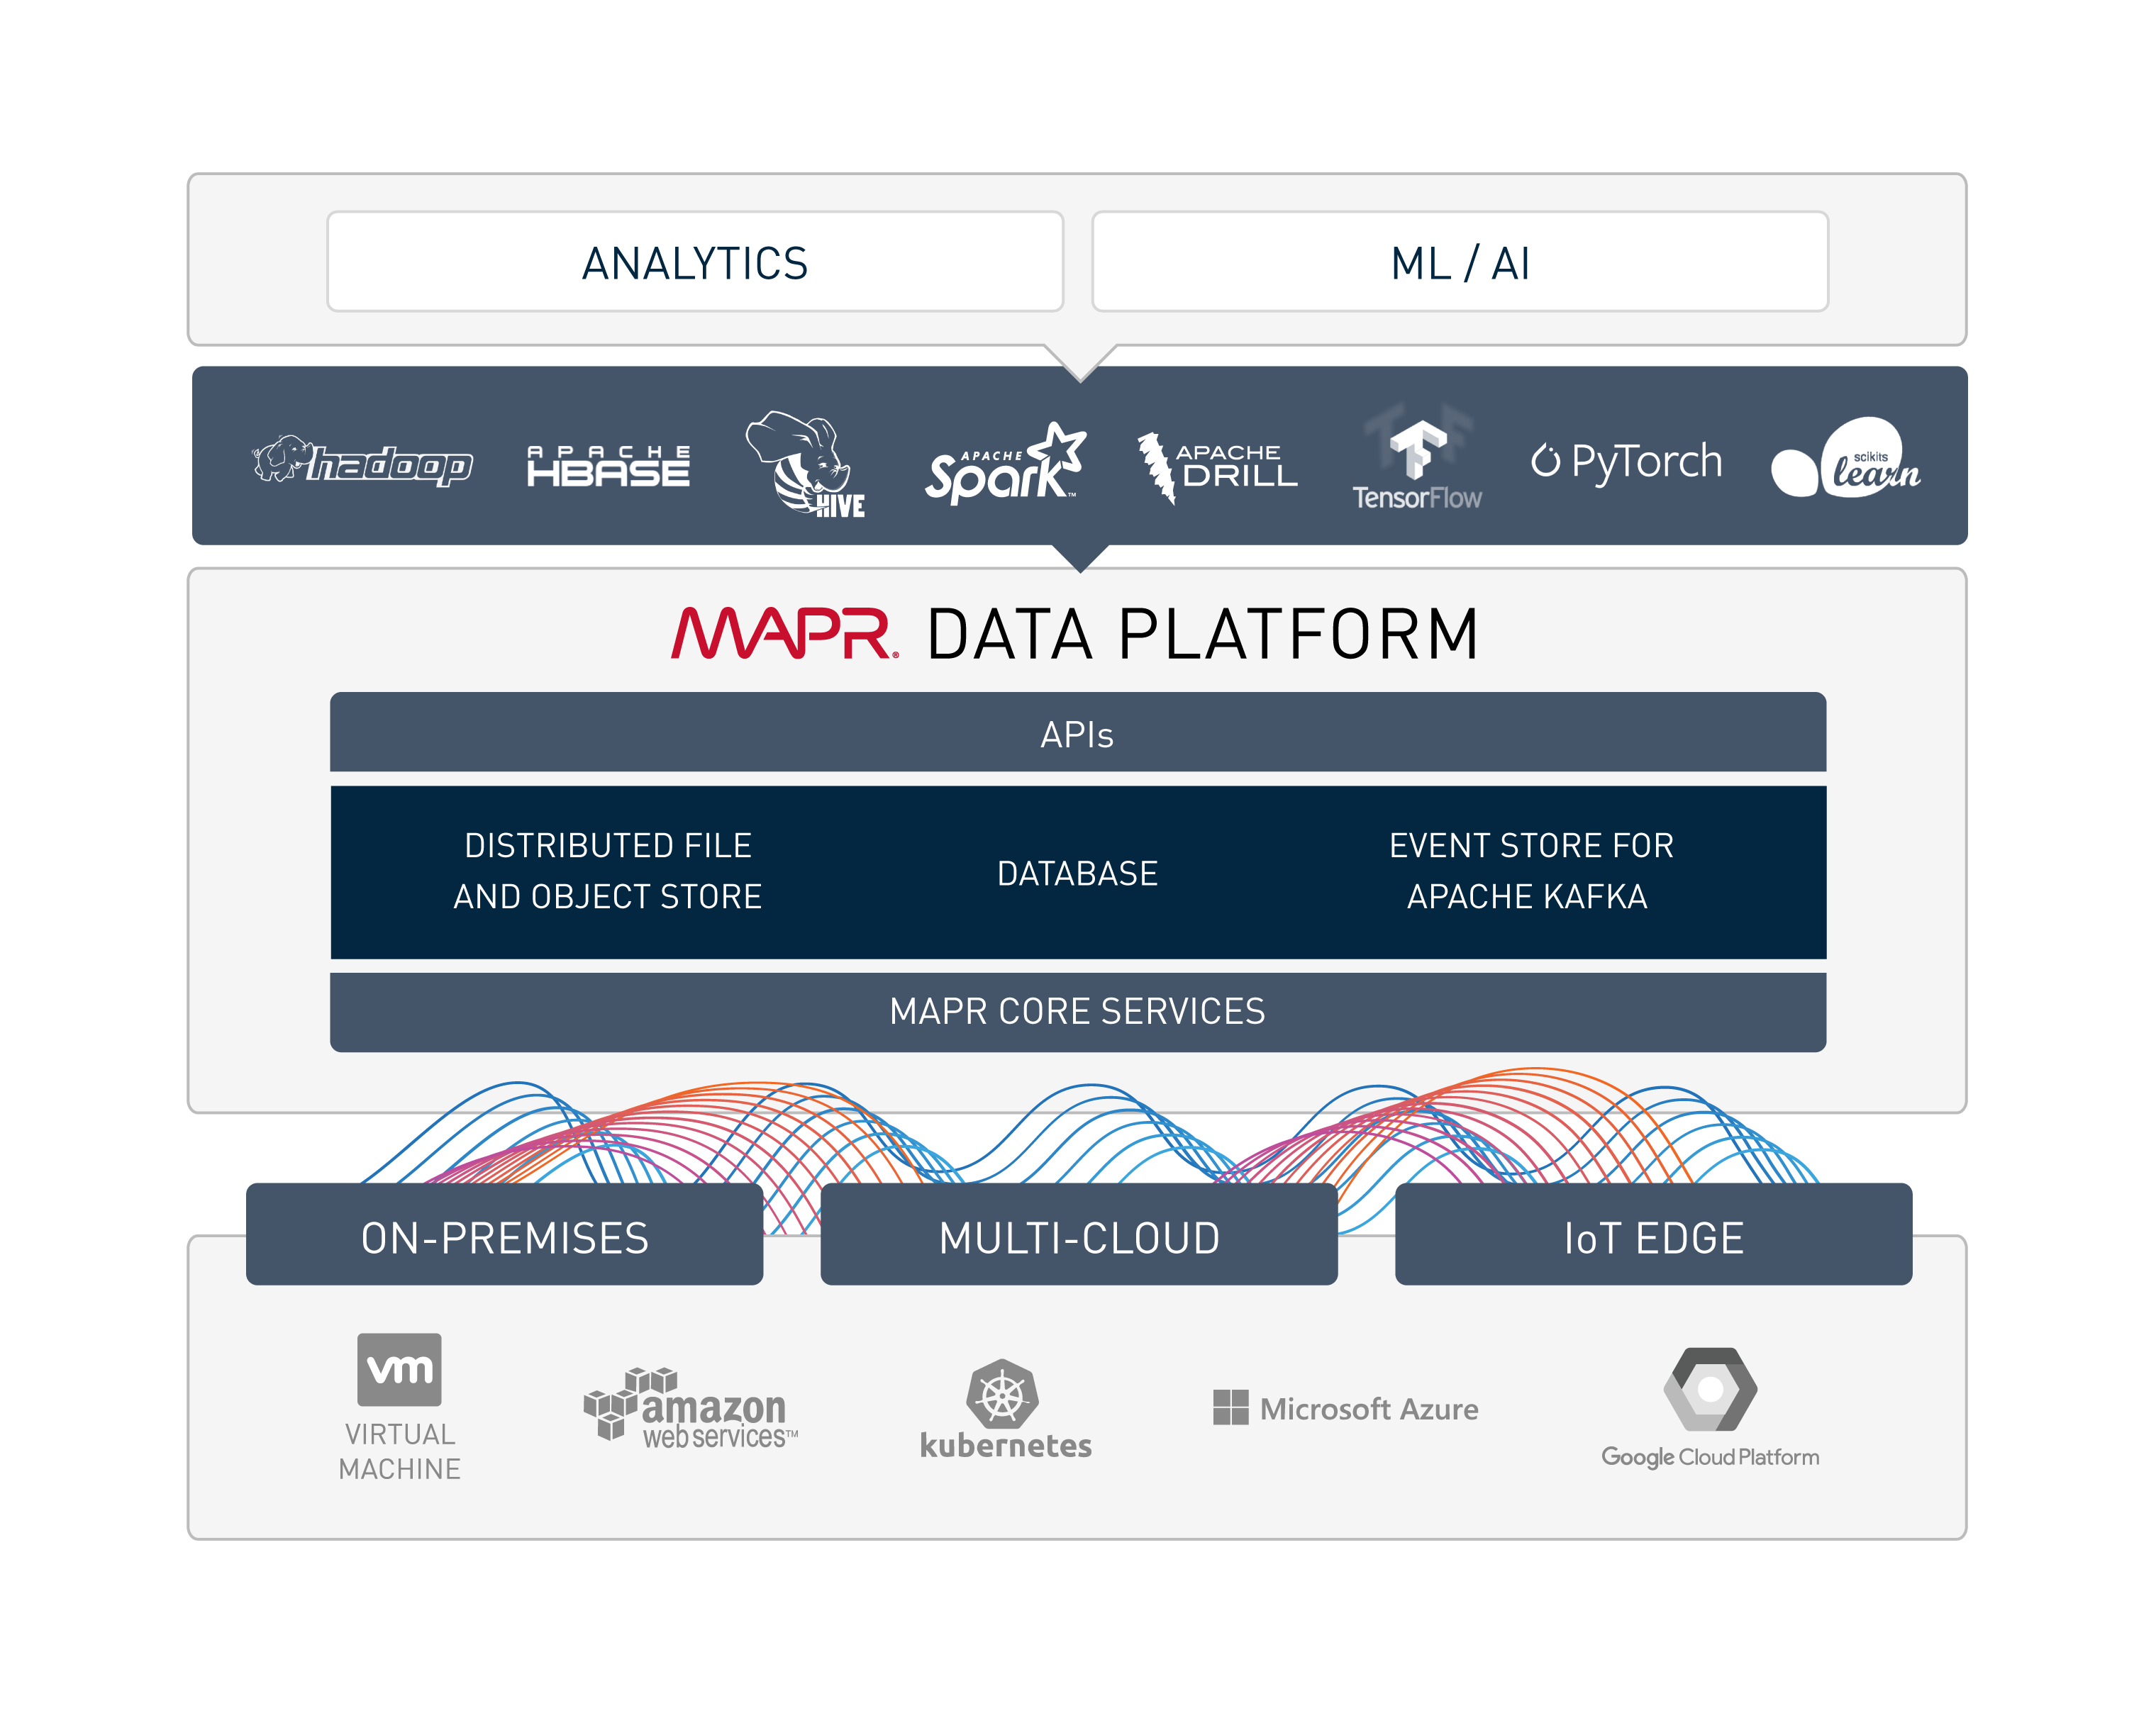 ANALYTICS
ML / AI
hadoop
APACHE
HBASE
HIVE
APACHE
Spark™
APACHE
DRILL
TensorFlow
PyTorch
scikits
learn
MAPR® DATA PLATFORM
APIs
DISTRIBUTED FILE
AND OBJECT STORE
DATABASE
EVENT STORE FOR
APACHE KAFKA
MAPR CORE SERVICES
ON-PREMISES
MULTI-CLOUD
IoT EDGE
vm
VIRTUAL
MACHINE
amazon
web services™
kubernetes
Microsoft Azure
Google Cloud Platform